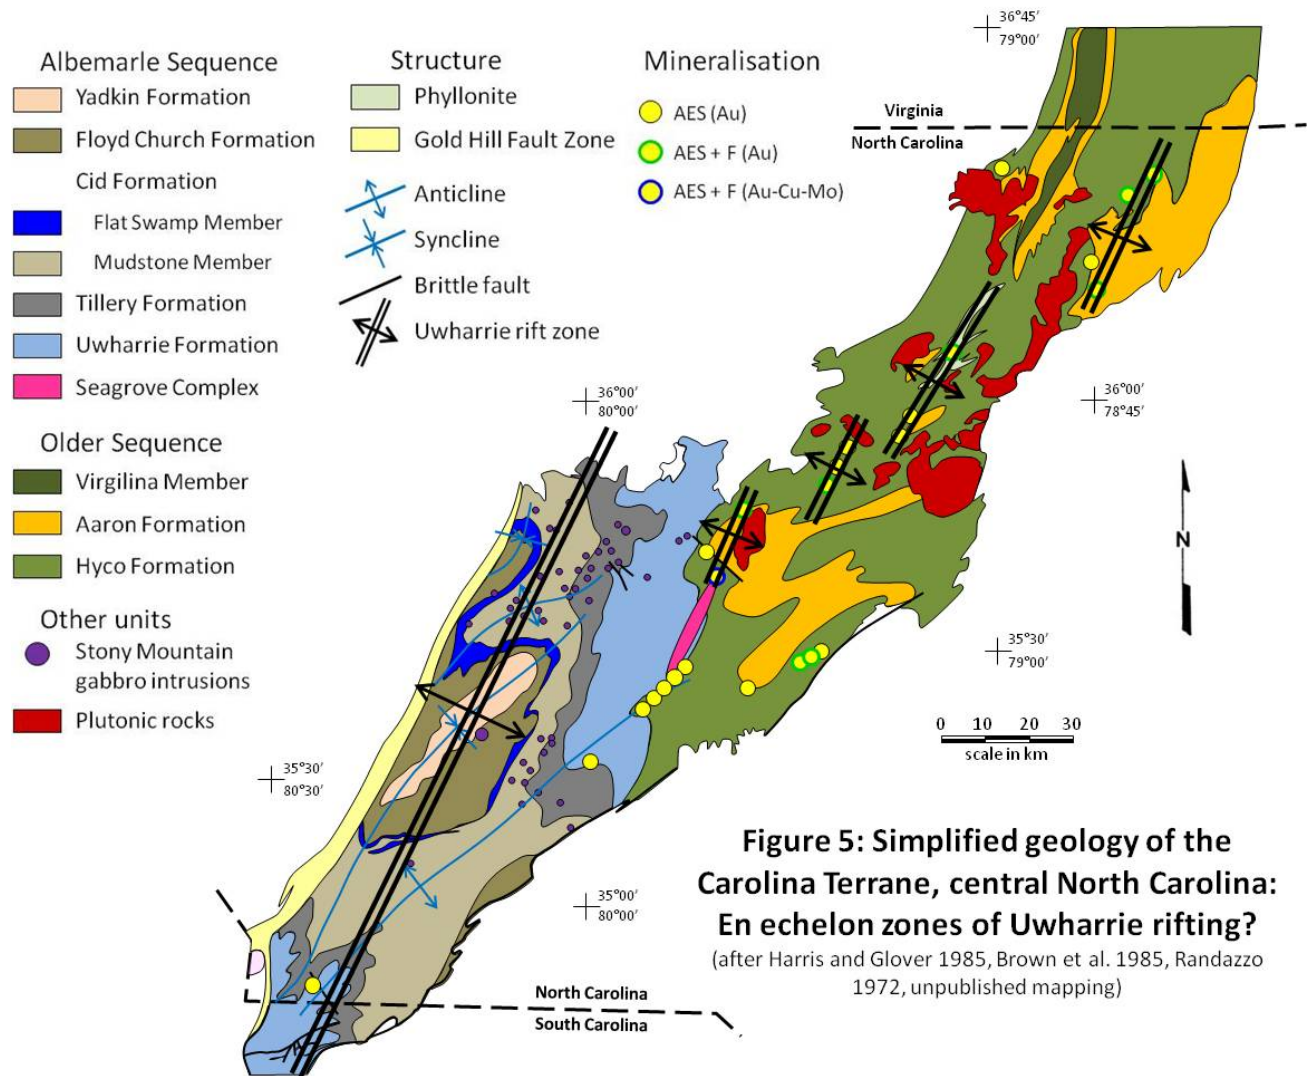 Albemarle Sequence
Yadkin Formation
Floyd Church Formation
Cid Formation
Flat Swamp Member
Mudstone Member
Tillery Formation
Uwharrie Formation
Seagrove Complex
Older Sequence
Virgilina Member
Aaron Formation
Hyco Formation
Other units
Stony Mountain
gabbro intrusions
Plutonic rocks
Structure
Phyllonite
Gold Hill Fault Zone
Anticline
Syncline
Brittle fault
Uwharrie rift zone
Mineralisation
AES (Au)
AES + F (Au)
AES + F (Au-Cu-Mo)
36°45′
79°00′
Virginia
North Carolina
36°00′
80°00′
36°00′
78°45′
N
35°30′
79°00′
0 10 20 30
scale in km
35°30′
80°30′
35°00′
80°00′
North Carolina
South Carolina
Figure 5: Simplified geology of the
Carolina Terrane, central North Carolina:
En echelon zones of Uwharrie rifting?
(after Harris and Glover 1985, Brown et al. 1985, Randazzo
1972, unpublished mapping)